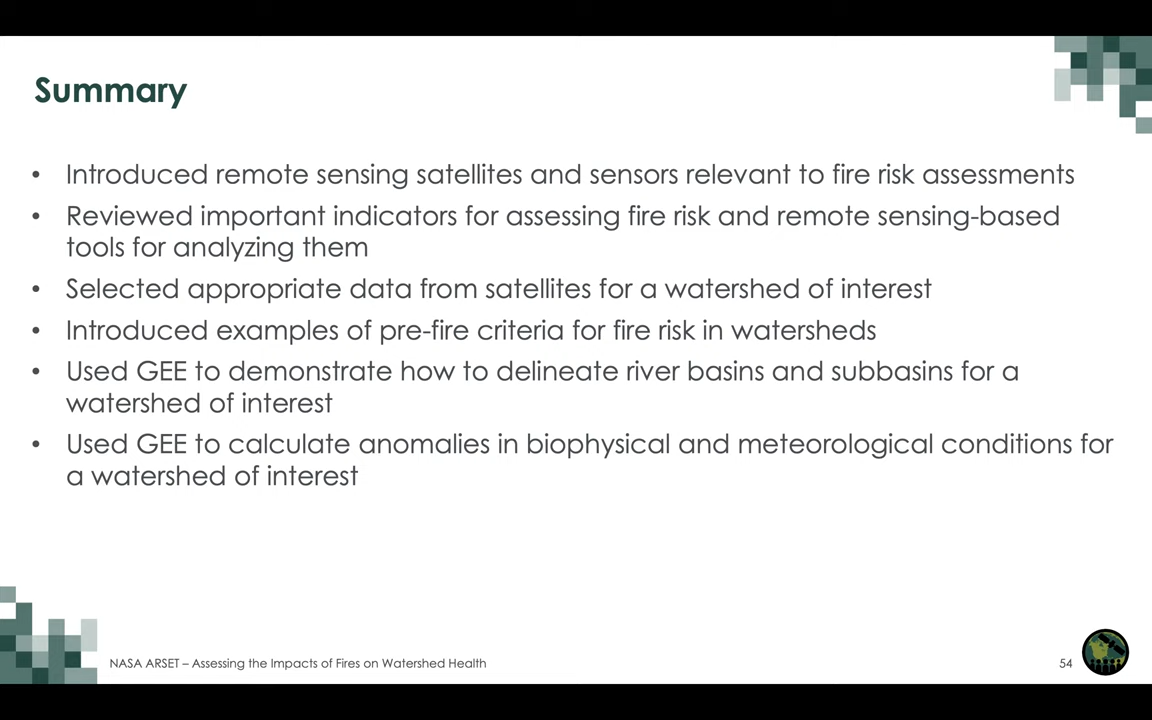 Summary
• Introduced remote sensing satellites and sensors relevant to fire risk assessments
• Reviewed important indicators for assessing fire risk and remote sensing-based
tools for analyzing them
• Selected appropriate data from satellites for a watershed of interest
• Introduced examples of pre-fire criteria for fire risk in watersheds
• Used GEE to demonstrate how to delineate river basins and subbasins for a
watershed of interest
• Used GEE to calculate anomalies in biophysical and meteorological conditions for
a watershed of interest
NASA ARSET – Assessing the Impacts of Fires on Watershed Health
54